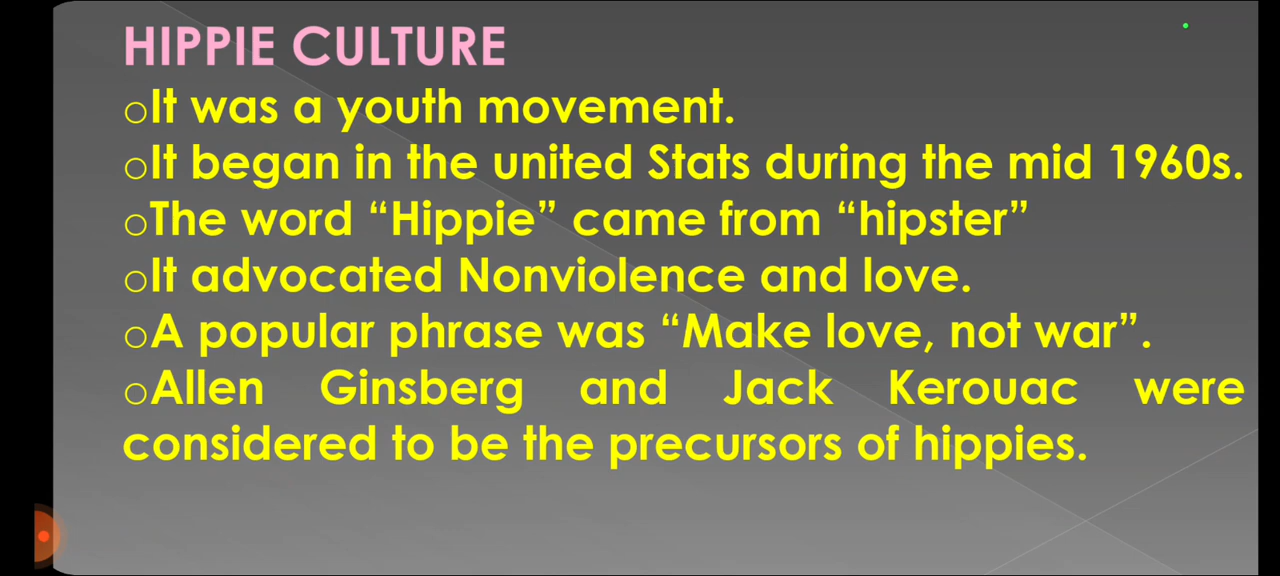 HIPPIE CULTURE
oIt was a youth movement.
oIt began in the united Stats during the mid 1960s.
oThe word “Hippie” came from “hipster”
oIt advocated Nonviolence and love.
oA popular phrase was “Make love, not war”.
oAllen Ginsberg and Jack Kerouac were
considered to be the precursors of hippies.